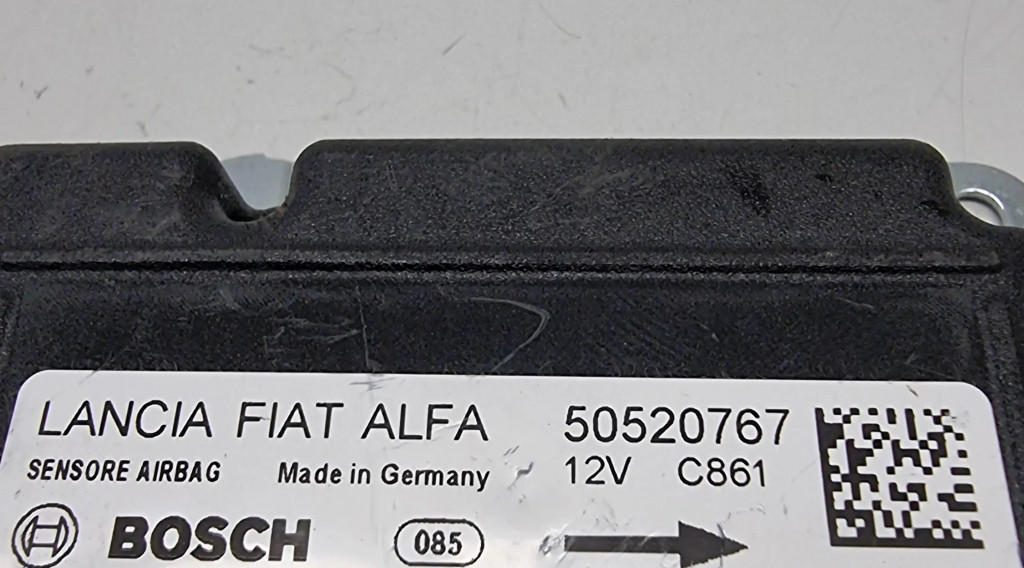 LANCIA FIAT ALFA 50520767
SENSORE AIRBAG Made in Germany 12V C861
BOSCH 085